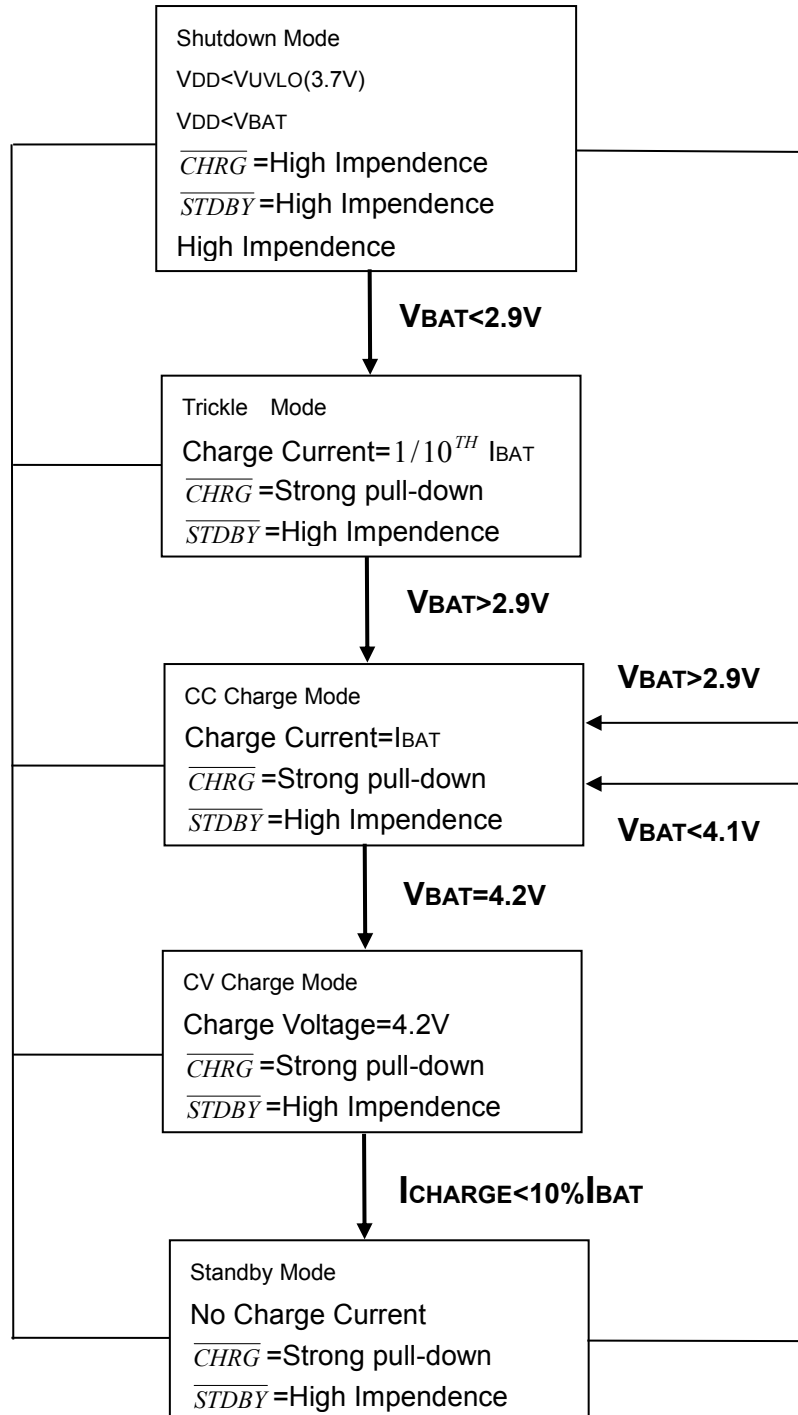 Shutdown Mode
VDD<VUVLO(3.7V)
VDD<VBAT
CHRG=High Impendence
STDBY=High Impendence
High Impendence
VBAT<2.9V
Trickle Mode
Charge Current=1/10TH IBAT
CHRG=Strong pull-down
STDBY=High Impendence
VBAT>2.9V
CC Charge Mode
Charge Current=IBAT
CHRG=Strong pull-down
STDBY=High Impendence
VBAT>2.9V
VBAT<4.1V
VBAT=4.2V
CV Charge Mode
Charge Voltage=4.2V
CHRG=Strong pull-down
STDBY=High Impendence
ICHARGE<10%IBAT
Standby Mode
No Charge Current
CHRG=Strong pull-down
STDBY=High Impendence